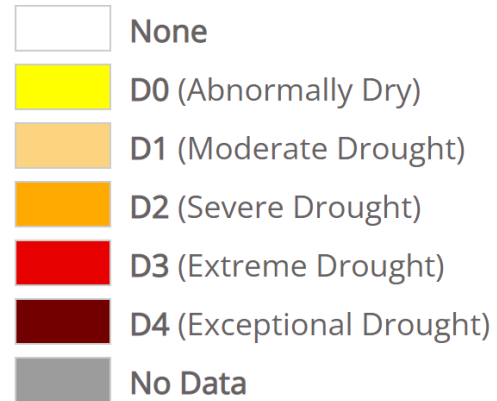 None
D0 (Abnormally Dry)
D1 (Moderate Drought)
D2 (Severe Drought)
D3 (Extreme Drought)
D4 (Exceptional Drought)
No Data